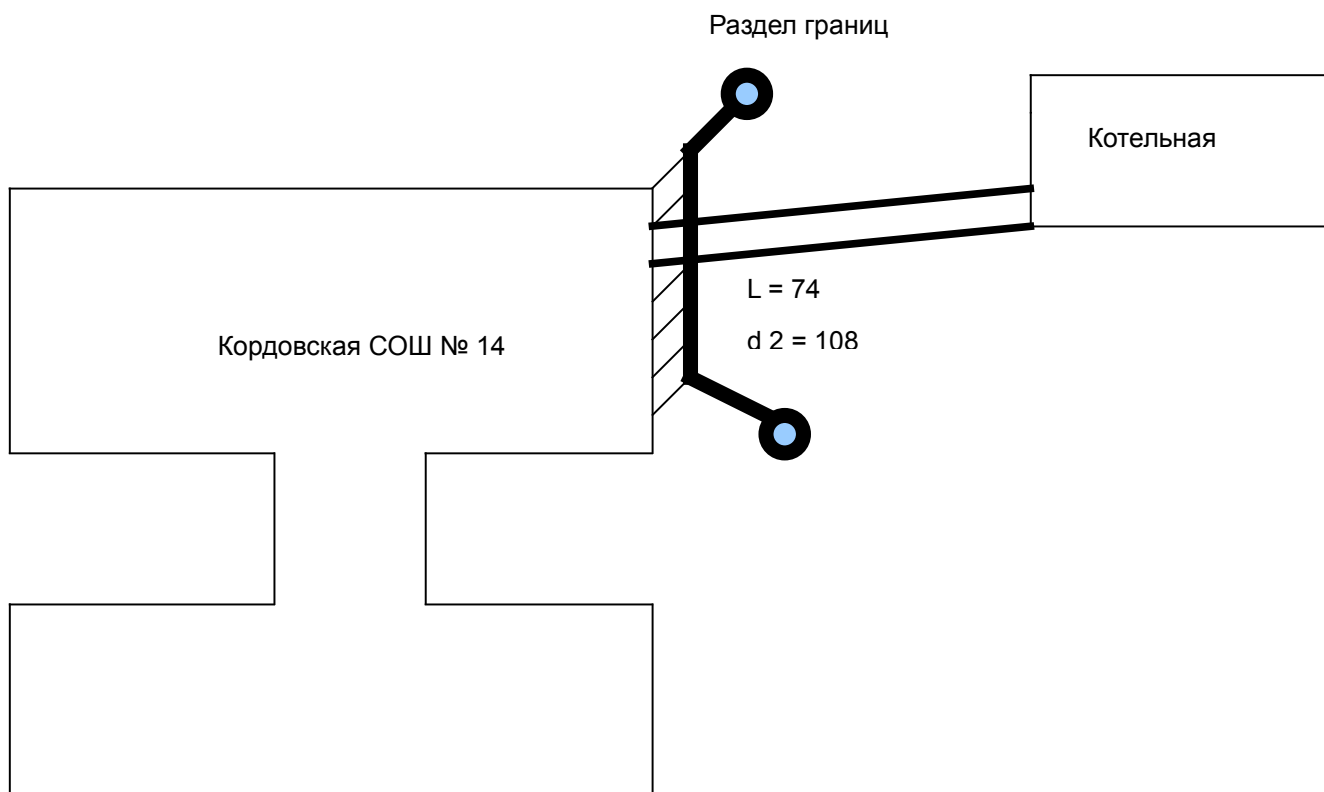 Раздел границ
Котельная
L = 74
d 2 = 108
Кордовская СОШ № 14